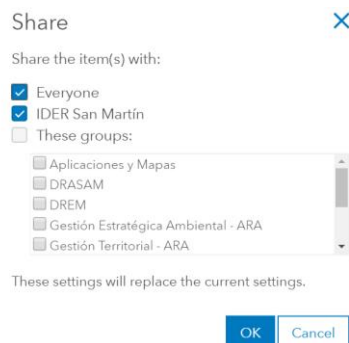 Share
Share the item(s) with:
Everyone
IDER San Martín
These groups:
Aplicaciones y Mapas
DRASAM
DREM
Gestión Estratégica Ambiental - ARA
Gestión Territorial - ARA
These settings will replace the current settings.
OK Cancel